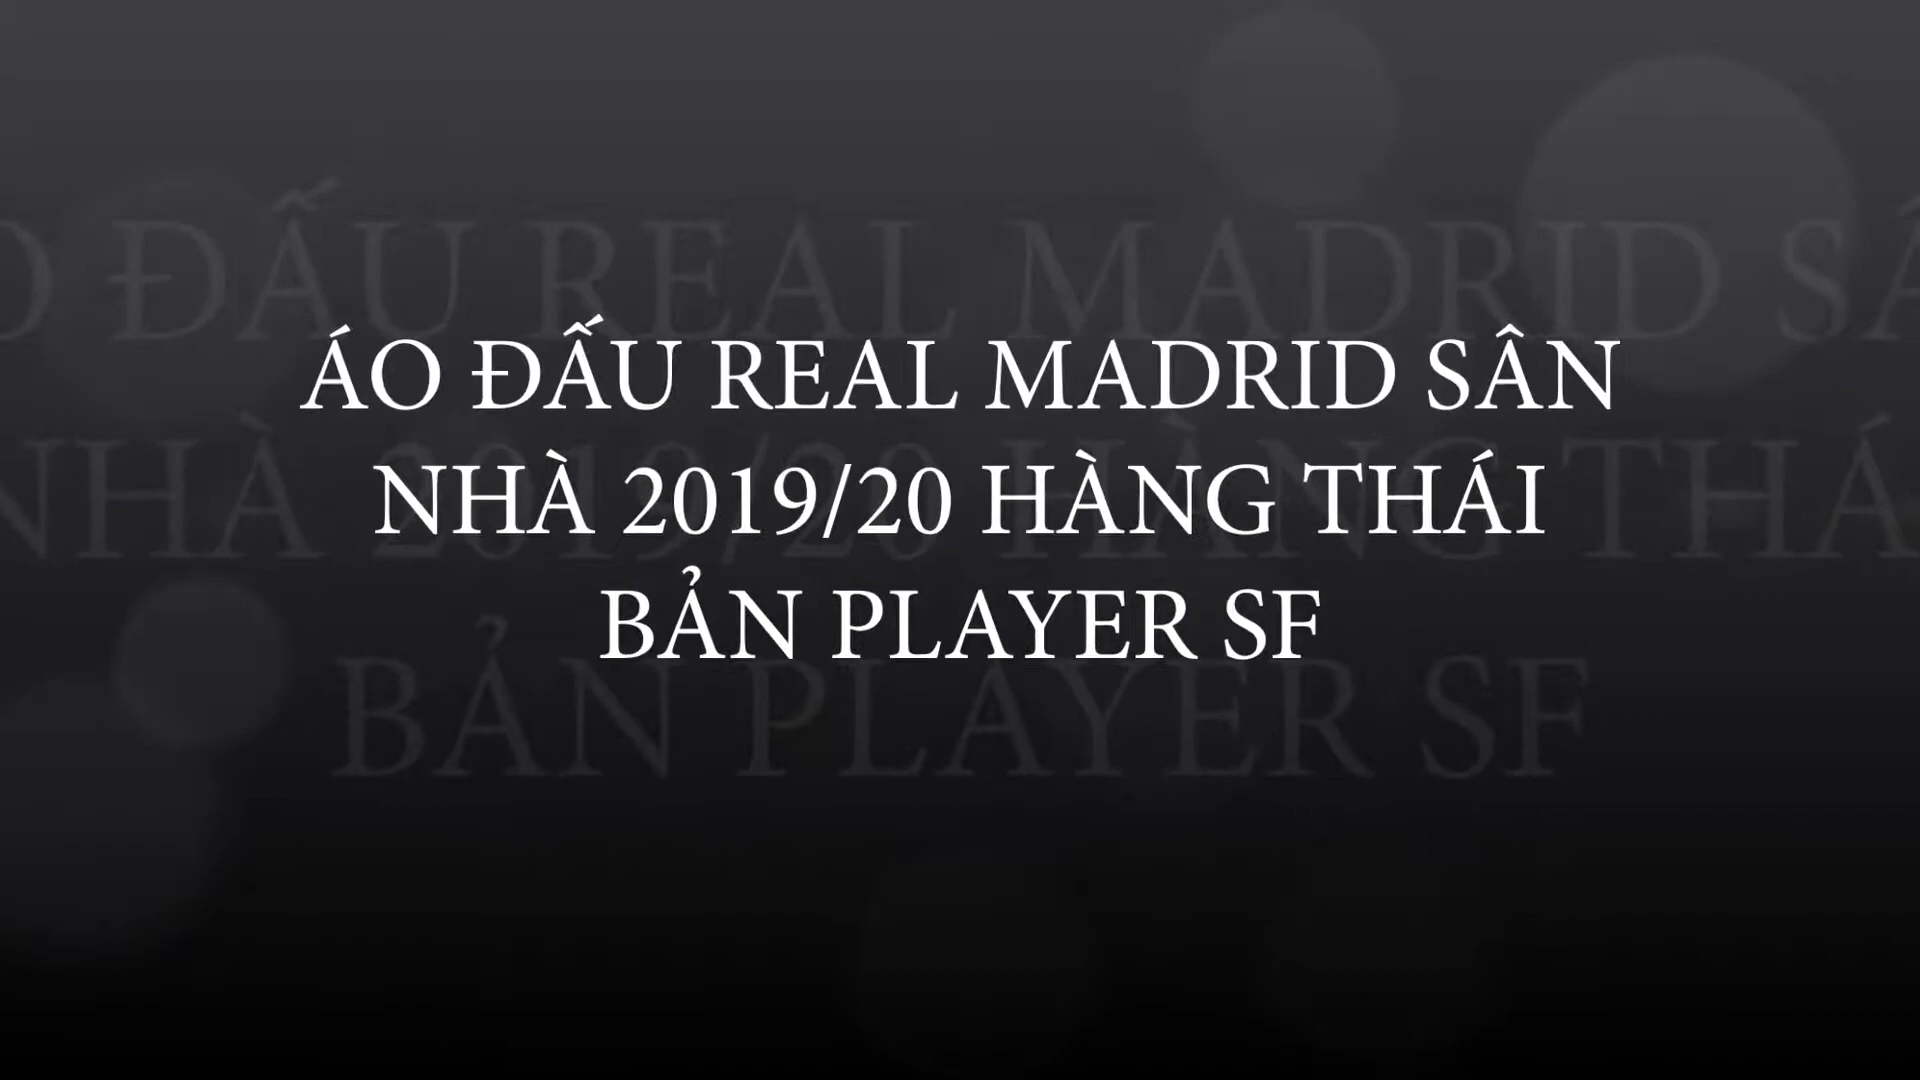 ÁO ĐẤU REAL MADRID SÂN
NHÀ 2019/20 HÀNG THÁI
BẢN PLAYER SF